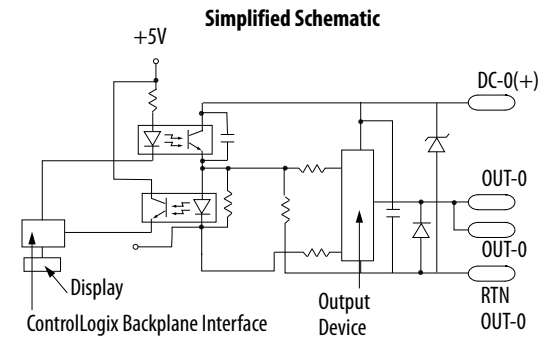 Simplified Schematic
+5V
DC-0(+)
OUT-0
OUT-0
RTN
OUT-0
Display
Output
Device
ControlLogix Backplane Interface